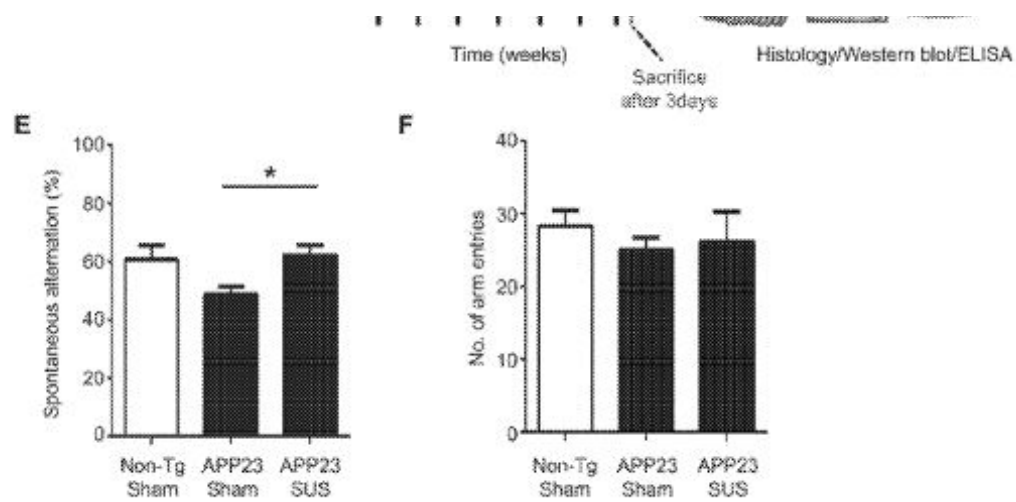 Time (weeks)
Histology/Western blot/ELISA
Sacrifice
after 3days
E
Spontaneous alternation (%)
100
80
60
40
20
0
*
Non-Tg
Sham
APP23
Sham
APP23
SUS
F
No. of arm entries
40
30
20
10
0
Non-Tg
Sham
APP23
Sham
APP23
SUS